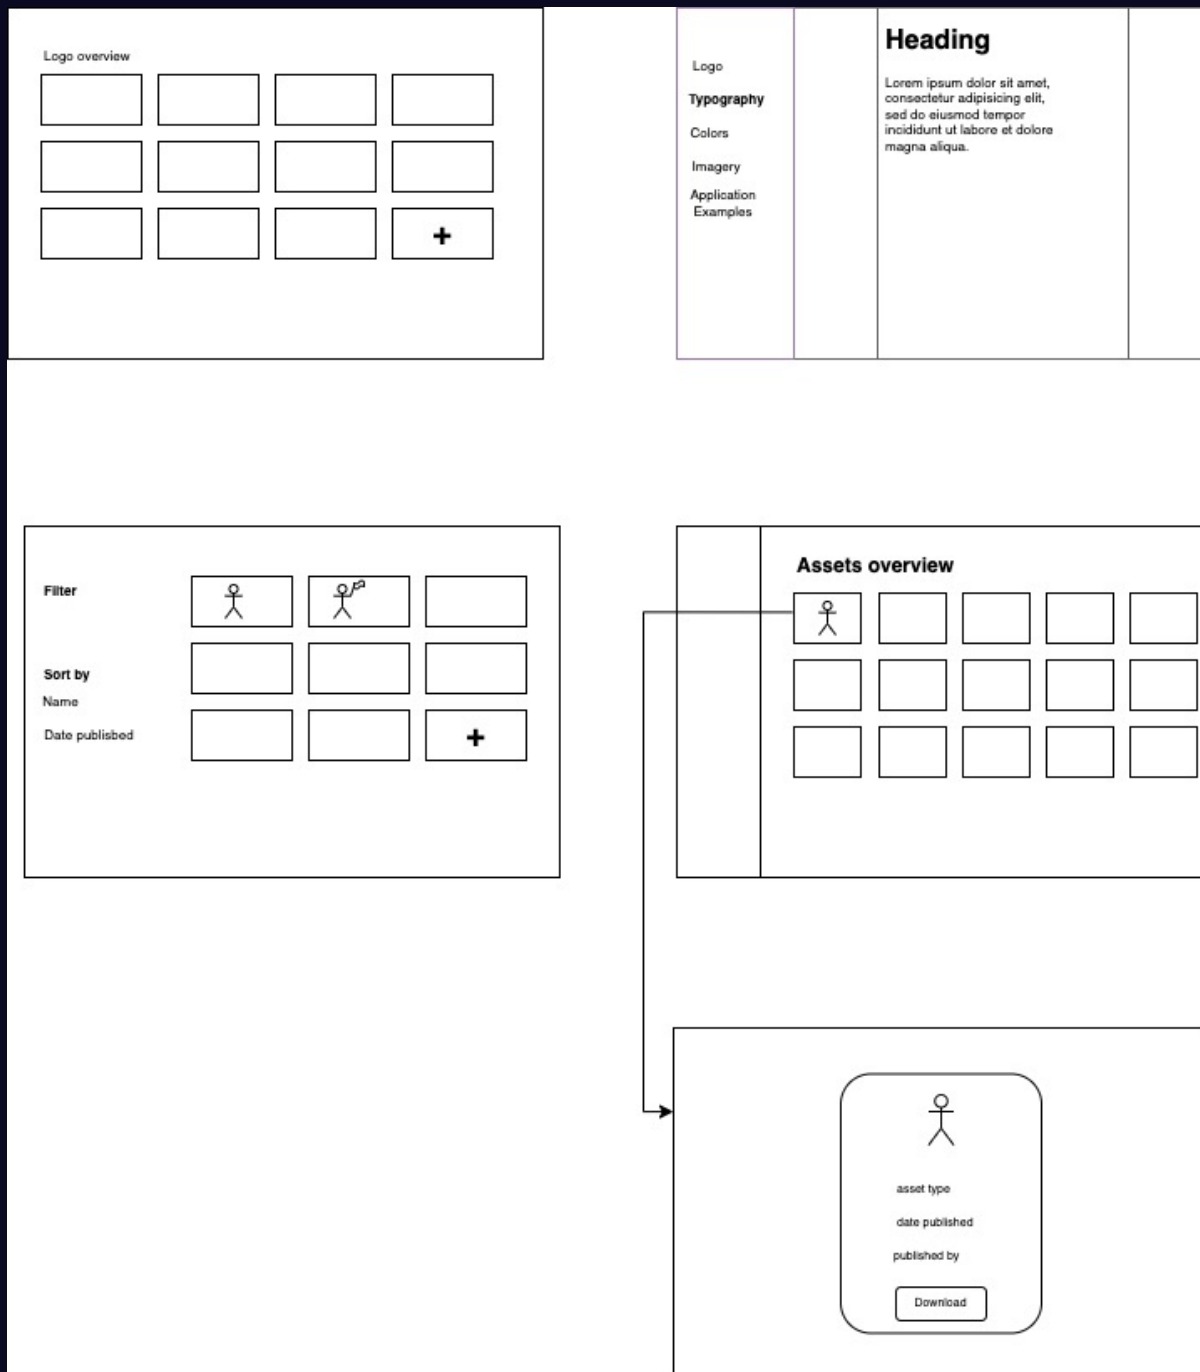 Logo overview
+
Logo
Typography
Colors
Imagery
Application
Examples
Heading
Lorem ipsum dolor sit amet,
consectetur adipisicing elit,
sed do eiusmod tempor
incididunt ut labore et dolore
magna aliqua.
Filter
Sort by
Name
Date publisbed
+
Assets overview
asset type
date published
published by
Download